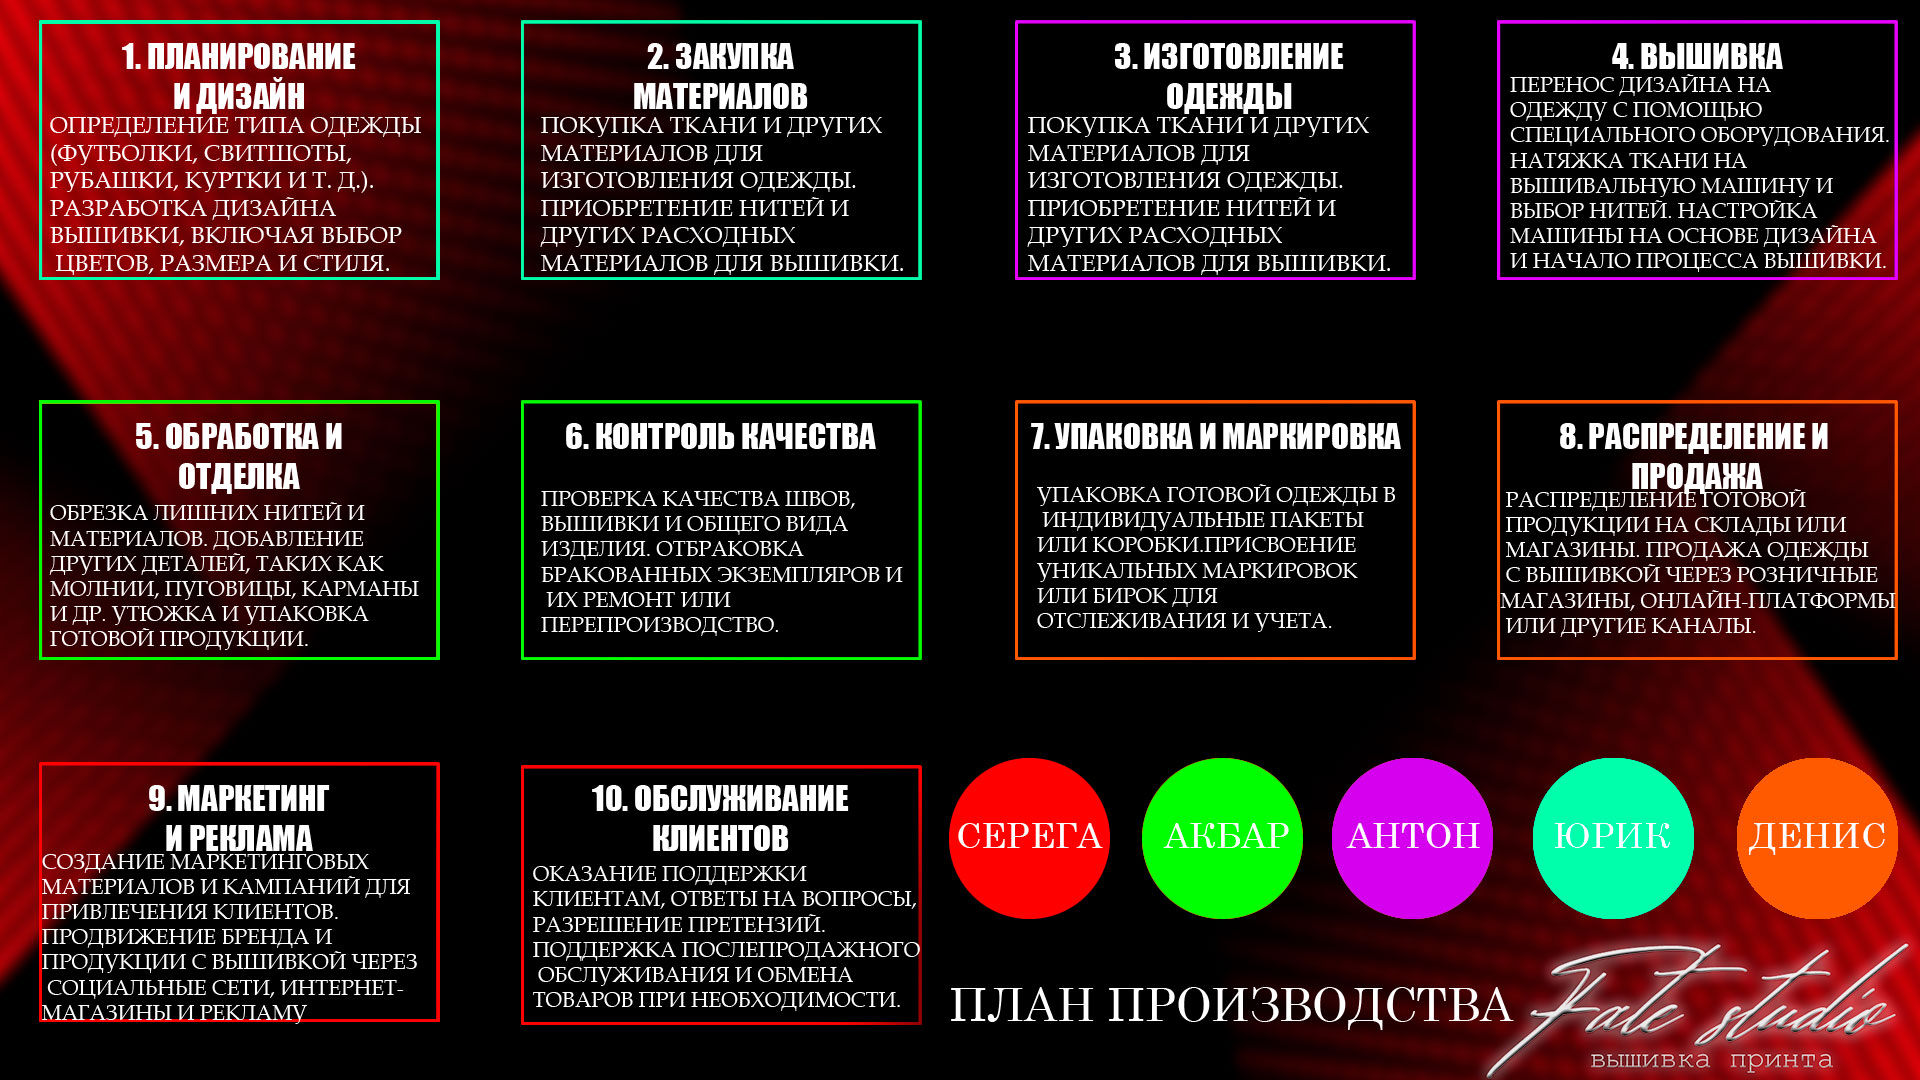 1. ПЛАНИРОВАНИЕ
И ДИЗАЙН
ОПРЕДЕЛЕНИЕ ТИПА ОДЕЖДЫ
(ФУТБОЛКИ, СВИТШОТЫ,
РУБАШКИ, КУРТКИ И Т. Д.).
РАЗРАБОТКА ДИЗАЙНА
ВЫШИВКИ, ВКЛЮЧАЯ ВЫБОР
ЦВЕТОВ, РАЗМЕРА И СТИЛЯ.
2. ЗАКУПКА
МАТЕРИАЛОВ
ПОКУПКА ТКАНИ И ДРУГИХ
МАТЕРИАЛОВ ДЛЯ
ИЗГОТОВЛЕНИЯ ОДЕЖДЫ.
ПРИОБРЕТЕНИЕ НИТЕЙ И
ДРУГИХ РАСХОДНЫХ
МАТЕРИАЛОВ ДЛЯ ВЫШИВКИ.
3. ИЗГОТОВЛЕНИЕ
ОДЕЖДЫ
ПОКУПКА ТКАНИ И ДРУГИХ
МАТЕРИАЛОВ ДЛЯ
ИЗГОТОВЛЕНИЯ ОДЕЖДЫ.
ПРИОБРЕТЕНИЕ НИТЕЙ И
ДРУГИХ РАСХОДНЫХ
МАТЕРИАЛОВ ДЛЯ ВЫШИВКИ.
4. ВЫШИВКА
ПЕРЕНОС ДИЗАЙНА НА
ОДЕЖДУ С ПОМОЩЬЮ
СПЕЦИАЛЬНОГО ОБОРУДОВАНИЯ.
НАТЯЖКА ТКАНИ НА
ВЫШИВАЛЬНУЮ МАШИНУ И
ВЫБОР НИТЕЙ. НАСТРОЙКА
МАШИНЫ НА ОСНОВЕ ДИЗАЙНА
И НАЧАЛО ПРОЦЕССА ВЫШИВКИ.
5. ОБРАБОТКА И
ОТДЕЛКА
ОБРЕЗКА ЛИШНИХ НИТЕЙ И
МАТЕРИАЛОВ. ДОБАВЛЕНИЕ
ДРУГИХ ДЕТАЛЕЙ, ТАКИХ КАК
МОЛНИИ, ПУГОВИЦЫ, КАРМАНЫ
И ДР. УТЮЖКА И УПАКОВКА
ГОТОВОЙ ПРОДУКЦИИ.
6. КОНТРОЛЬ КАЧЕСТВА
ПРОВЕРКА КАЧЕСТВА ШВОВ,
ВЫШИВКИ И ОБЩЕГО ВИДА
ИЗДЕЛИЯ. ОТБРАКОВКА
БРАКОВАННЫХ ЭКЗЕМПЛЯРОВ И
ИХ РЕМОНТ ИЛИ
ПЕРЕПРОИЗВОДСТВО.
7. УПАКОВКА И МАРКИРОВКА
УПАКОВКА ГОТОВОЙ ОДЕЖДЫ В
ИНДИВИДУАЛЬНЫЕ ПАКЕТЫ
ИЛИ КОРОБКИ.ПРИСВОЕНИЕ
УНИКАЛЬНЫХ МАРКИРОВОК
ИЛИ БИРОК ДЛЯ
ОТСЛЕЖИВАНИЯ И УЧЕТА.
8. РАСПРЕДЕЛЕНИЕ И
ПРОДАЖА
РАСПРЕДЕЛЕНИЕ ГОТОВОЙ
ПРОДУКЦИИ НА СКЛАДЫ ИЛИ
МАГАЗИНЫ. ПРОДАЖА ОДЕЖДЫ
С ВЫШИВКОЙ ЧЕРЕЗ РОЗНИЧНЫЕ
МАГАЗИНЫ, ОНЛАЙН-ПЛАТФОРМЫ
ИЛИ ДРУГИЕ КАНАЛЫ.
9. МАРКЕТИНГ
И РЕКЛАМА
СОЗДАНИЕ МАРКЕТИНГОВЫХ
МАТЕРИАЛОВ И КАМПАНИЙ ДЛЯ
ПРИВЛЕЧЕНИЯ КЛИЕНТОВ.
ПРОДВИЖЕНИЕ БРЕНДА И
ПРОДУКЦИИ С ВЫШИВКОЙ ЧЕРЕЗ
СОЦИАЛЬНЫЕ СЕТИ, ИНТЕРНЕТ-
МАГАЗИНЫ И РЕКЛАМУ
10. ОБСЛУЖИВАНИЕ
КЛИЕНТОВ
ОКАЗАНИЕ ПОДДЕРЖКИ
КЛИЕНТАМ, ОТВЕТЫ НА ВОПРОСЫ,
РАЗРЕШЕНИЕ ПРЕТЕНЗИЙ.
ПОДДЕРЖКА ПОСЛЕПРОДАЖНОГО
ОБСЛУЖИВАНИЯ И ОБМЕНА
ТОВАРОВ ПРИ НЕОБХОДИМОСТИ.
СЕРЕГА
АКБАР
АНТОН
ЮРИК
ДЕНИС
ПЛАН ПРОИЗВОДСТВА
Fate studio
вышивка принта